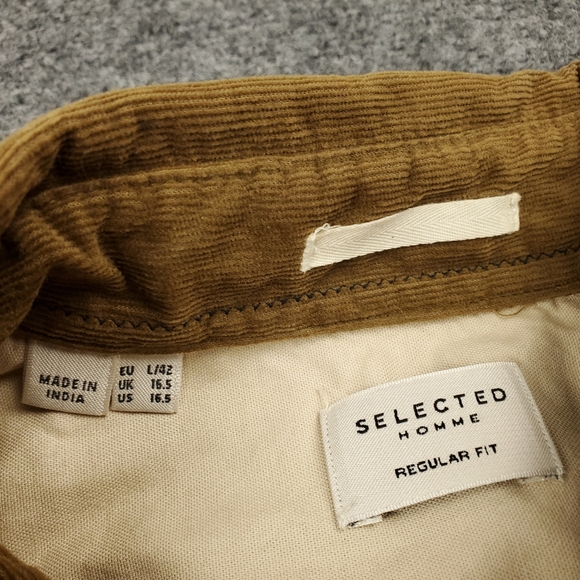 MADE IN
INDIA
EU L/42
UK 16.5
US 16.5
SELECTED
HOMME
REGULAR FIT